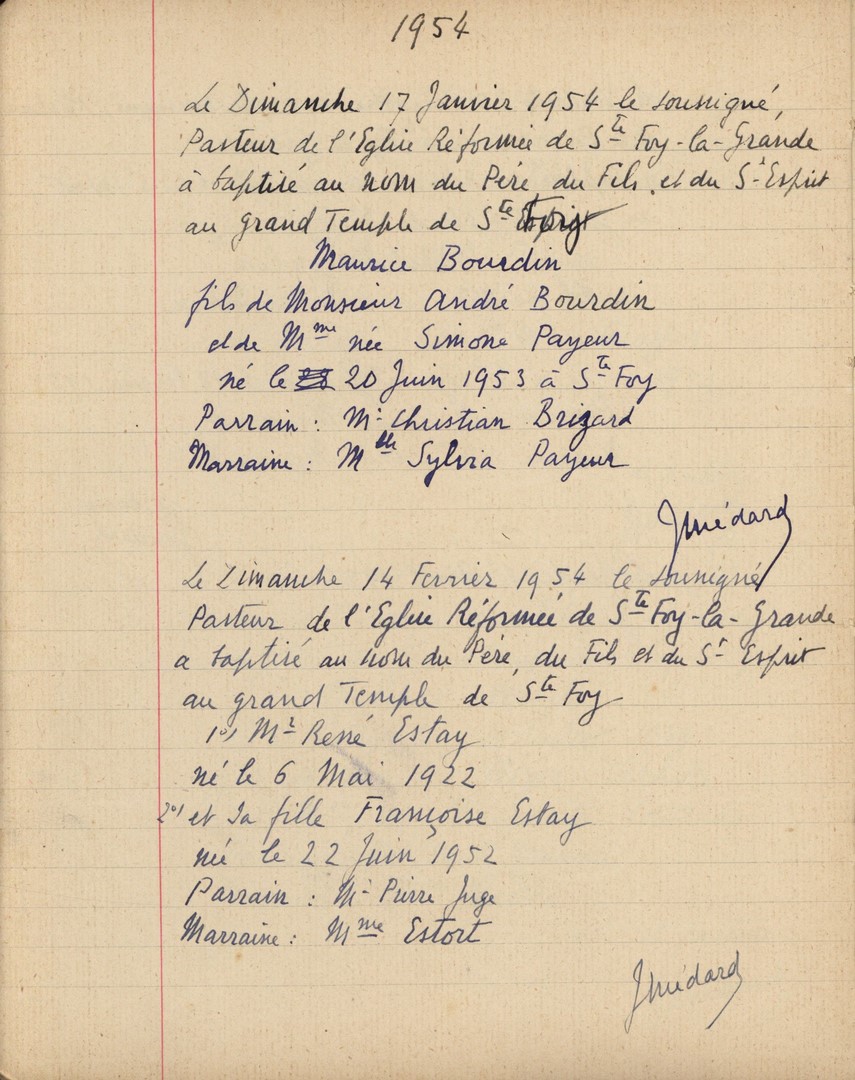 1954
Le Dimanche 17 Janvier 1954 le soussigné,
Pasteur de l'Eglise Réformée de Ste Foy-la-Grande
à baptisé au nom du Père, du Fils, et du St Esprit
au grand Temple de Ste
Maurice Bourdin
fils de Monsieur André Bourdin
et de Mme née Simone Payeur
né le 20 Juin 1953 à Ste Foy
Parrain : Mr Christian Brizard
Marraine : Mlle Sylvia Payeur
JMédard
Le Dimanche 14 Fevrier 1954 le soussigné
Pasteur de l'Eglise Réformée de Ste Foy-la-Grande
a baptisé au nom du Père, du Fils et du St Esprit
au grand Temple de Ste Foy
1°) Mr René Estay
né le 6 Mai 1922
2°) et sa fille Françoise Estay
née le 22 Juin 1952
Parrain : Mr Pierre Juge
Marraine : Mme Estort
JMédard